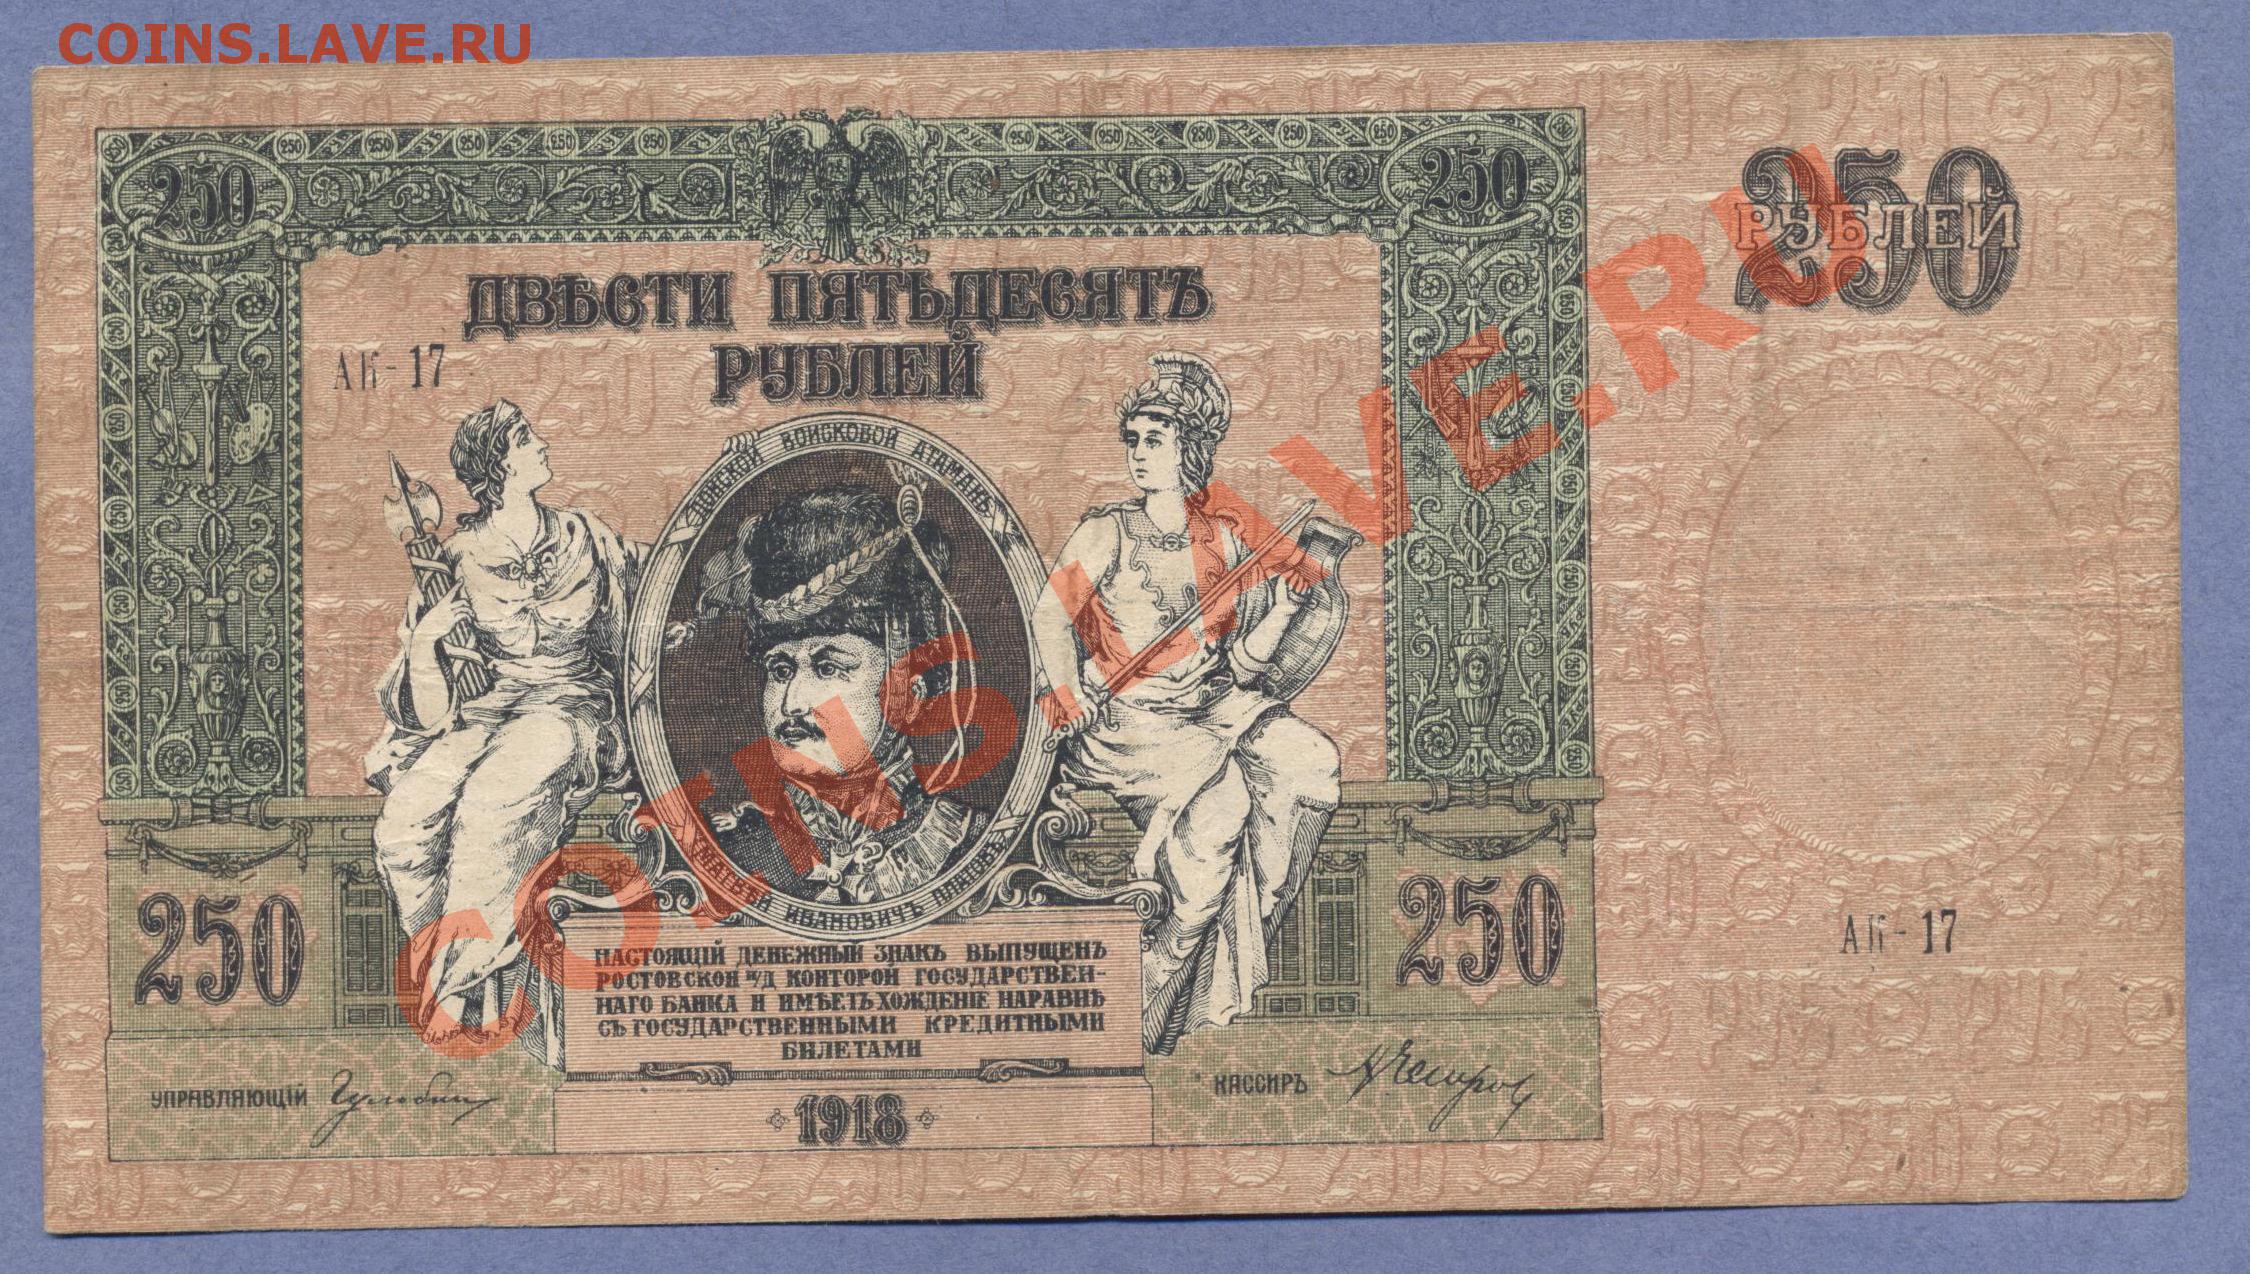 COINS.LAVE.RU
250 250
250
РУБЛЕЙ
ДВѢСТИ ПЯТЬДЕСЯТЪ
РУБЛЕЙ
АК-17
ДОНСКОЙ ВОЙСКОВОЙ АТАМАНЪ
МАТВѢЙ ИВАНОВИЧЪ ПЛАТОВЪ
COINS.LAVE.RU
250 250
АК-17
НАСТОЯЩІЙ ДЕНЕЖНЫЙ ЗНАКЪ ВЫПУЩЕНЪ
РОСТОВСКОЙ Н/Д КОНТОРОЙ ГОСУДАРСТВЕН-
НАГО БАНКА И ИМѢЕТЪ ХОЖДЕНІЕ НАРАВНѢ
СЪ ГОСУДАРСТВЕННЫМИ КРЕДИТНЫМИ
БИЛЕТАМИ
УПРАВЛЯЮЩІЙ
КАССИРЪ
1918